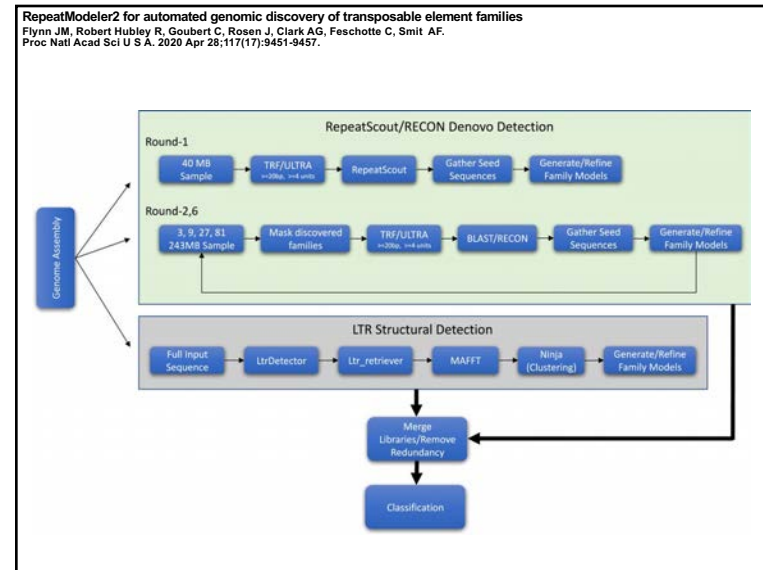 RepeatModeler2 for automated genomic discovery of transposable element families
Flynn JM, Robert Hubley R, Goubert C, Rosen J, Clark AG, Feschotte C, Smit AF.
Proc Natl Acad Sci U S A. 2020 Apr 28;117(17):9451-9457.
RepeatScout/RECON Denovo Detection
Round-1
40 MB
Sample
TRF/ULTRA
>=20bp, >=4 units
RepeatScout
Gather Seed
Sequences
Generate/Refine
Family Models
Round-2,6
3, 9, 27, 81
243MB Sample
Mask discovered
families
TRF/ULTRA
>=20bp, >=4 units
BLAST/RECON
Gather Seed
Sequences
Generate/Refine
Family Models
Genome Assembly
LTR Structural Detection
Full Input
Sequence
LtrDetector
Ltr_retriever
MAFFT
Ninja
(Clustering)
Generate/Refine
Family Models
Merge
Libraries/Remove
Redundancy
Classification